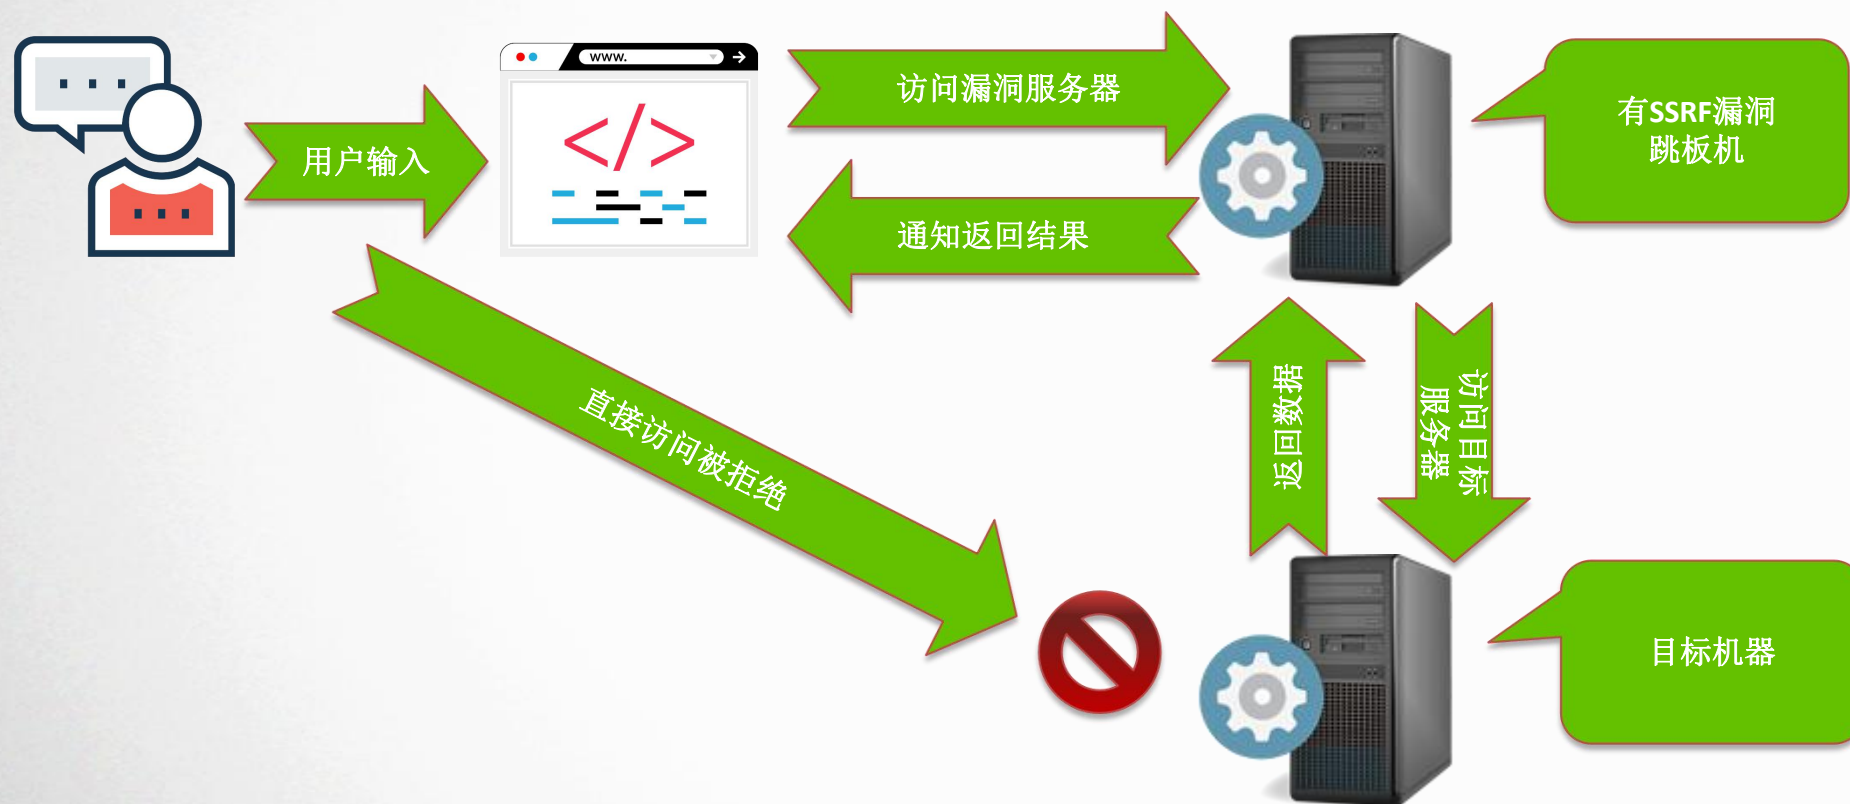 www.
用户输入
访问漏洞服务器
有SSRF漏洞
跳板机
通知返回结果
直接访问被拒绝
返回数据
访问目标
服务器
目标机器